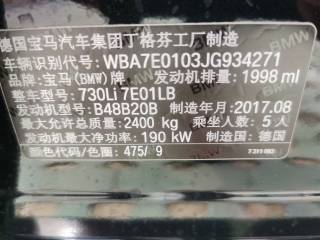 德国宝马汽车集团丁格芬工厂制造
车辆识别代号: WBA7E0103JG934271
品牌: 宝马(BMW)牌 发动机排量: 1998 ml
整车型号: 730Li 7E01LB
发动机型号: B48B20B 制造年月: 2017.08
最大允许总质量: 2400 kg 乘坐人数: 5 人
发动机最大净功率: 190 kW 制造国: 德国
颜色代码/色圈: 475/ 9